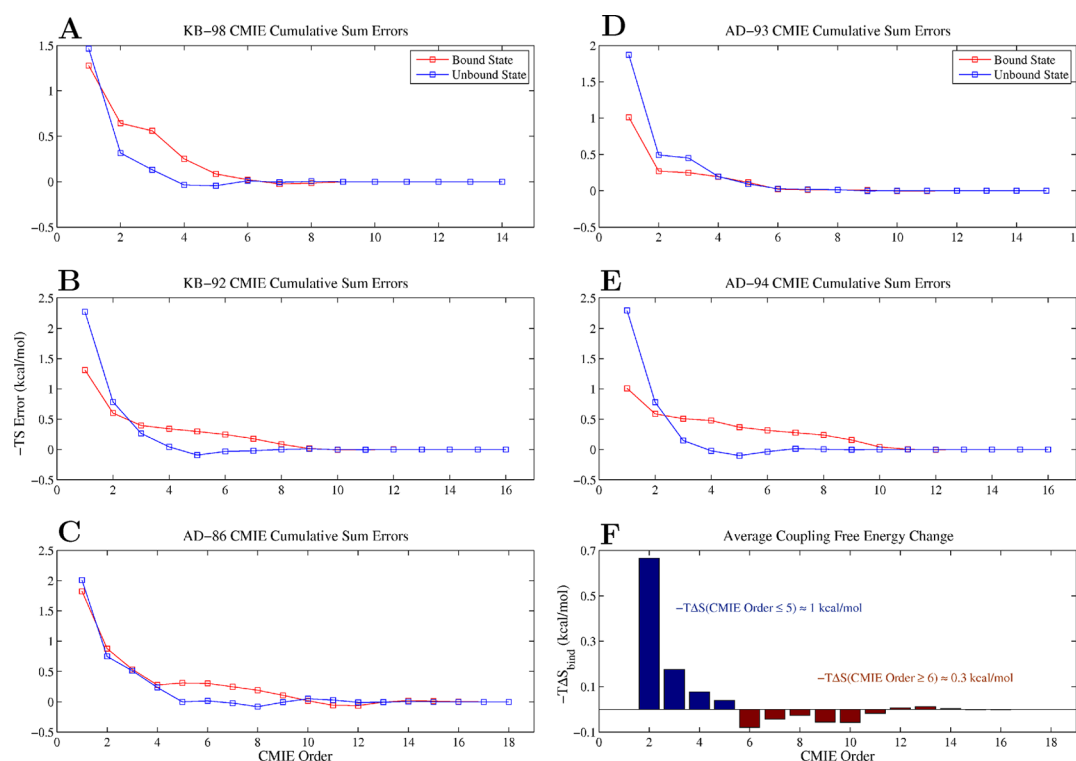 A
KB−98 CMIE Cumulative Sum Errors
1.5
1
0.5
0
−0.5
Bound State
Unbound State
0 2 4 6 8 10 12 14
D
AD−93 CMIE Cumulative Sum Errors
2
1.5
1
0.5
0
−0.5
Bound State
Unbound State
0 2 4 6 8 10 12 14
B
KB−92 CMIE Cumulative Sum Errors
−TS Error (kcal/mol)
2.5
2
1.5
1
0.5
0
−0.5
0 2 4 6 8 10 12 14 16
E
AD−94 CMIE Cumulative Sum Errors
2.5
2
1.5
1
0.5
0
−0.5
0 2 4 6 8 10 12 14 16
C
AD−86 CMIE Cumulative Sum Errors
2.5
2
1.5
1
0.5
0
−0.5
0 2 4 6 8 10 12 14 16 18
CMIE Order
F
Average Coupling Free Energy Change
−TΔS_bind (kcal/mol)
0.7
0.5
0.3
0.1
−0.1
−TΔS(CMIE Order ≤ 5) ≈ 1 kcal/mol
−TΔS(CMIE Order ≥ 6) ≈ 0.3 kcal/mol
2 4 6 8 10 12 14 16 18
CMIE Order